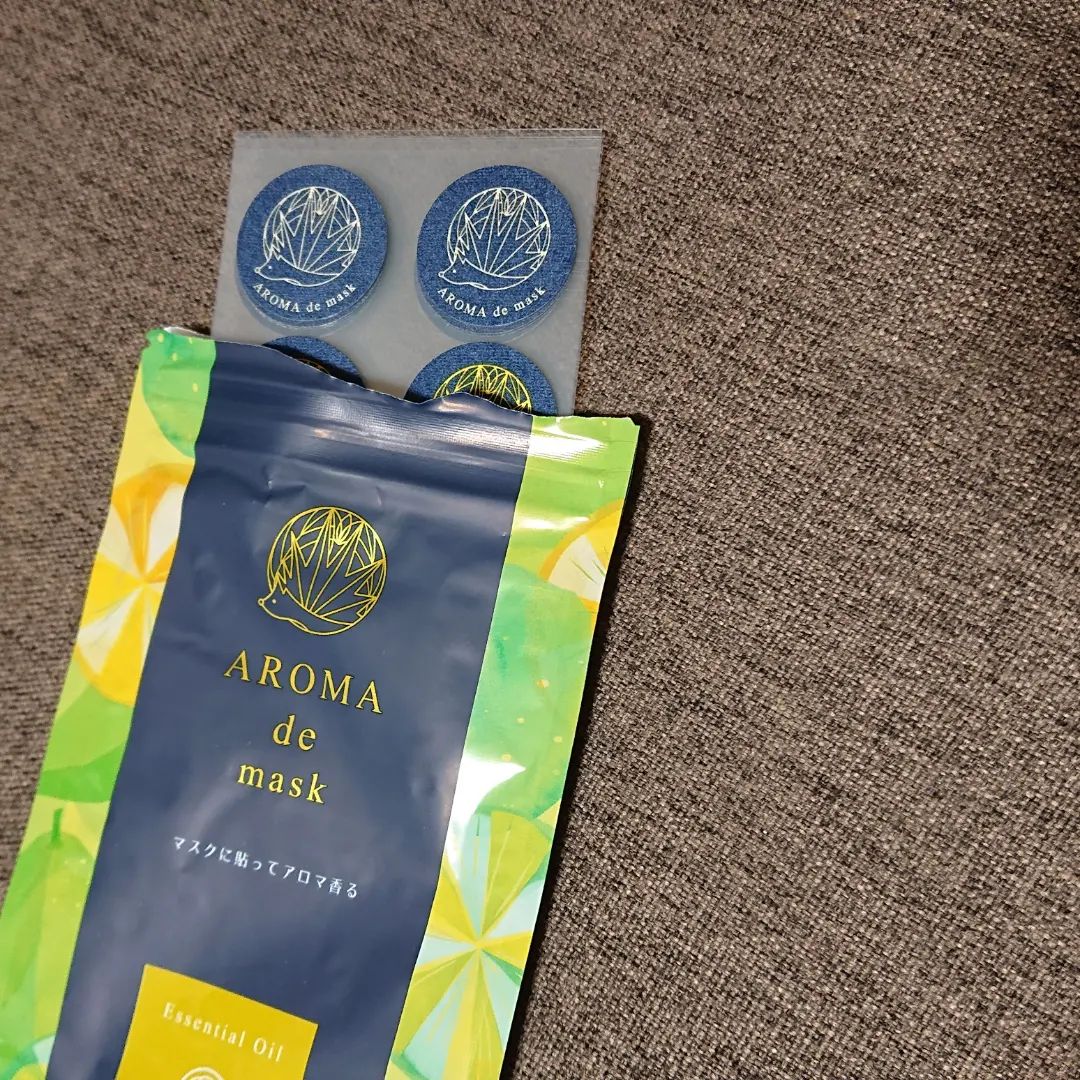 AROMA de mask
AROMA de mask
AROMA
de
mask
マスクに貼ってアロマ香る
Essential Oil